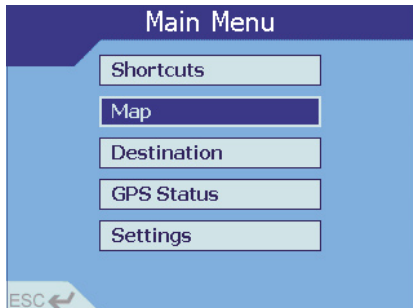 Main Menu
Shortcuts
Map
Destination
GPS Status
Settings
ESC